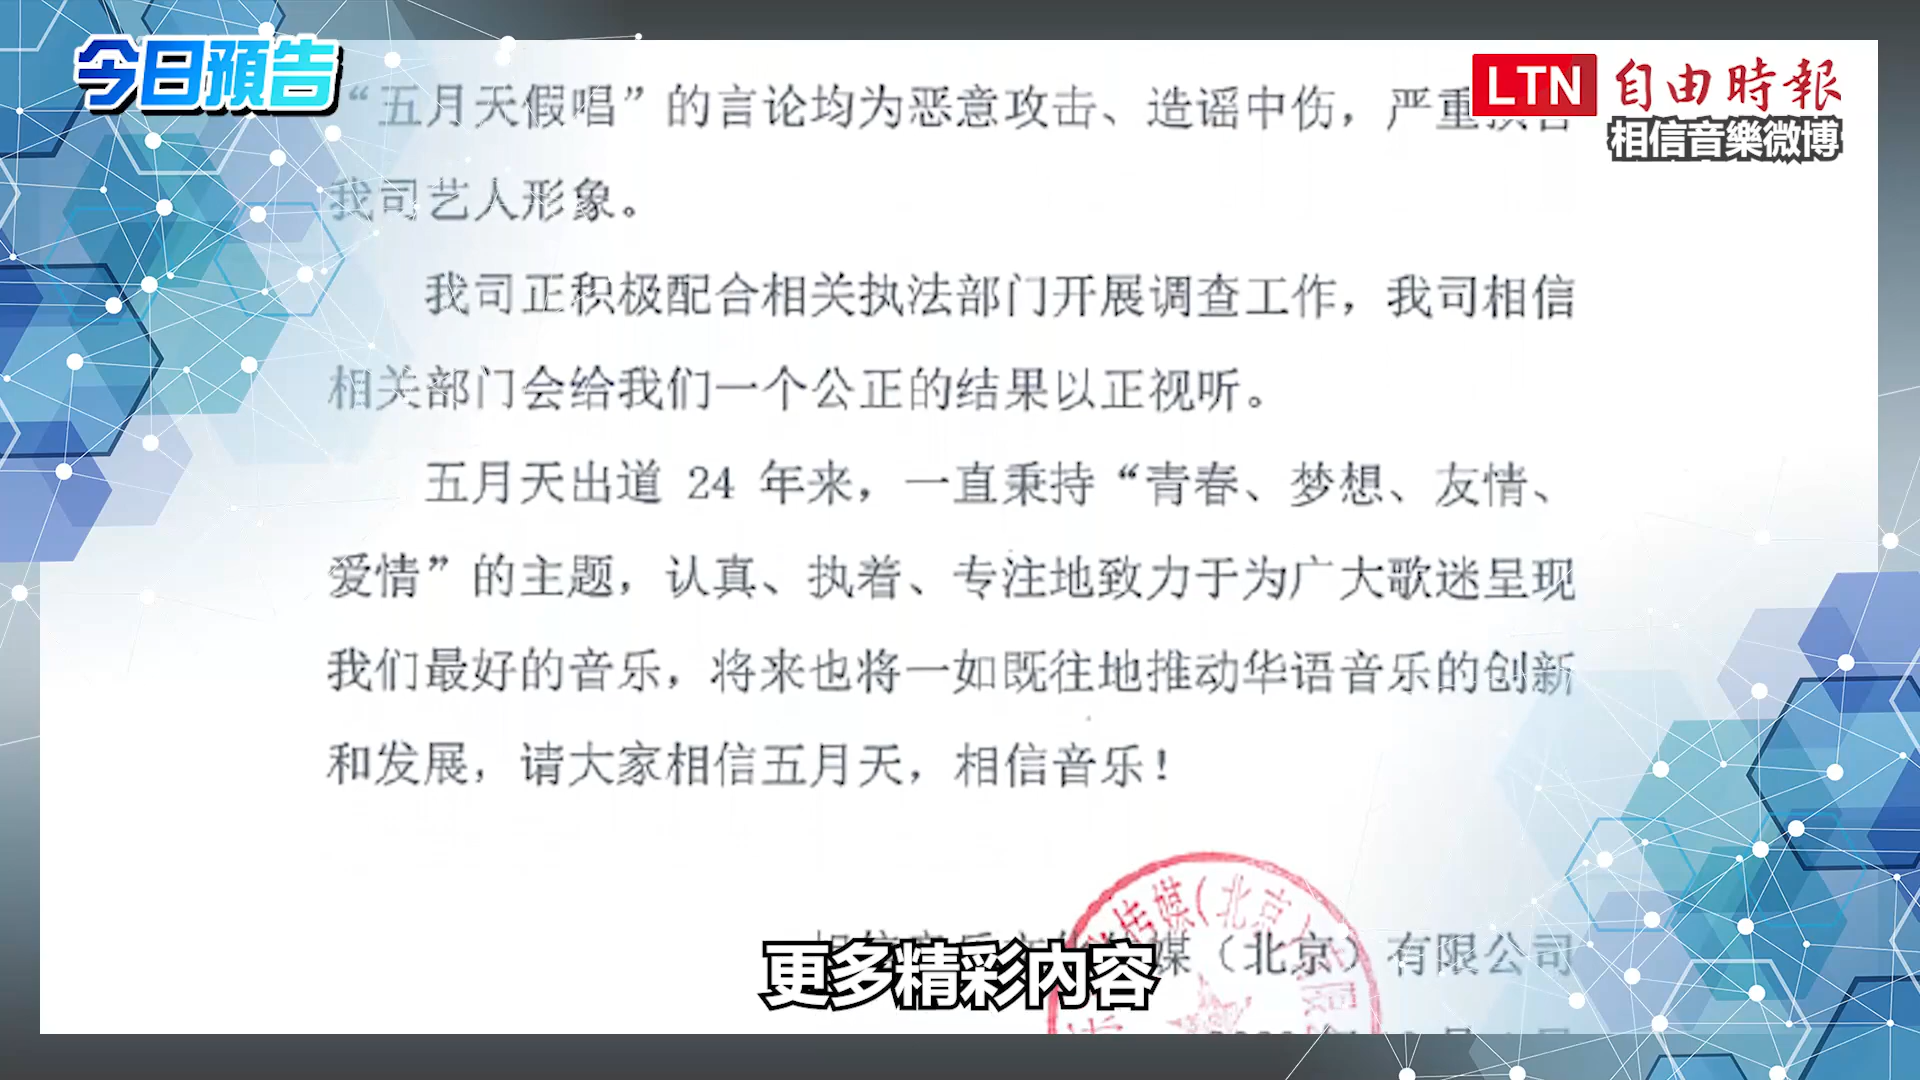 今日預告
LTN 自由時報
相信音樂微博
“五月天假唱”的言论均为恶意攻击、造谣中伤，严重
我司艺人形象。
我司正积极配合相关执法部门开展调查工作，我司相信
相关部门会给我们一个公正的结果以正视听。
五月天出道 24 年来，一直秉持“青春、梦想、友情、
爱情”的主题，认真、执着、专注地致力于为广大歌迷呈现
我们最好的音乐，将来也将一如既往地推动华语音乐的创新
和发展，请大家相信五月天，相信音乐！
传媒(北京)
媒（北京）有限公司
更多精彩內容